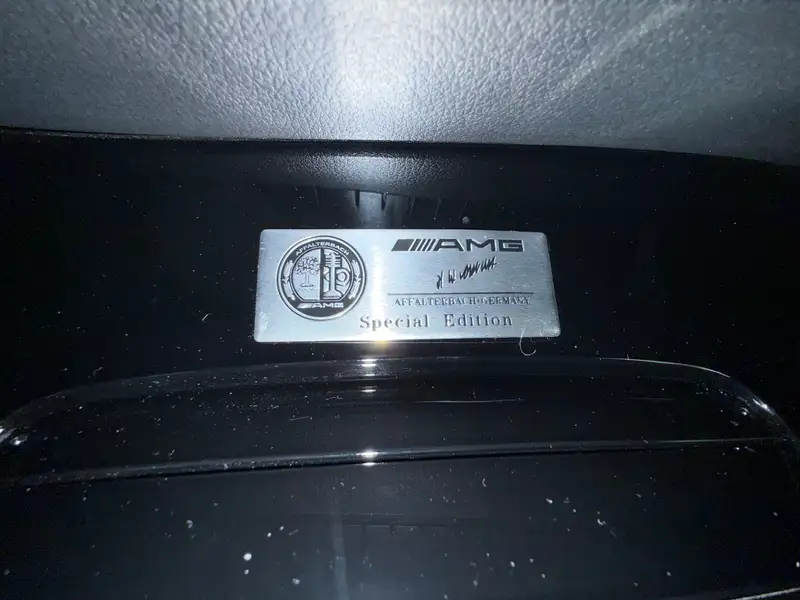 AFFALTERBACH
AMG
AMG
AFFALTERBACH·GERMANY
Special Edition